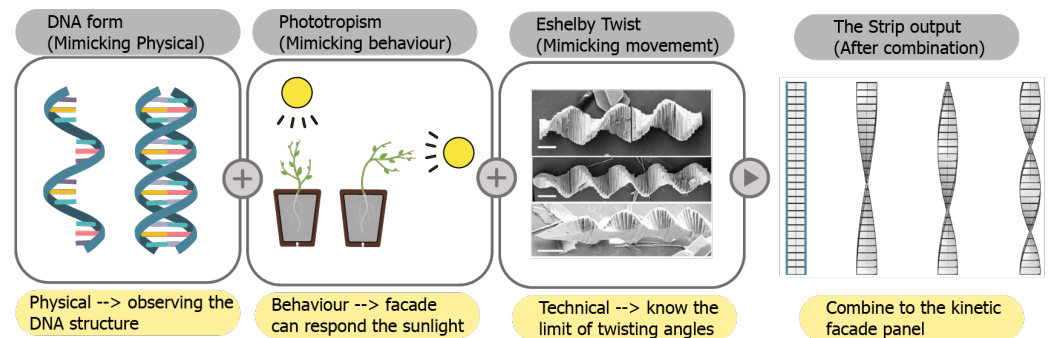 DNA form
(Mimicking Physical)
Phototropism
(Mimicking behaviour)
Eshelby Twist
(Mimicking movememt)
The Strip output
(After combination)
Physical --> observing the
DNA structure
Behaviour --> facade
can respond the sunlight
Technical --> know the
limit of twisting angles
Combine to the kinetic
facade panel